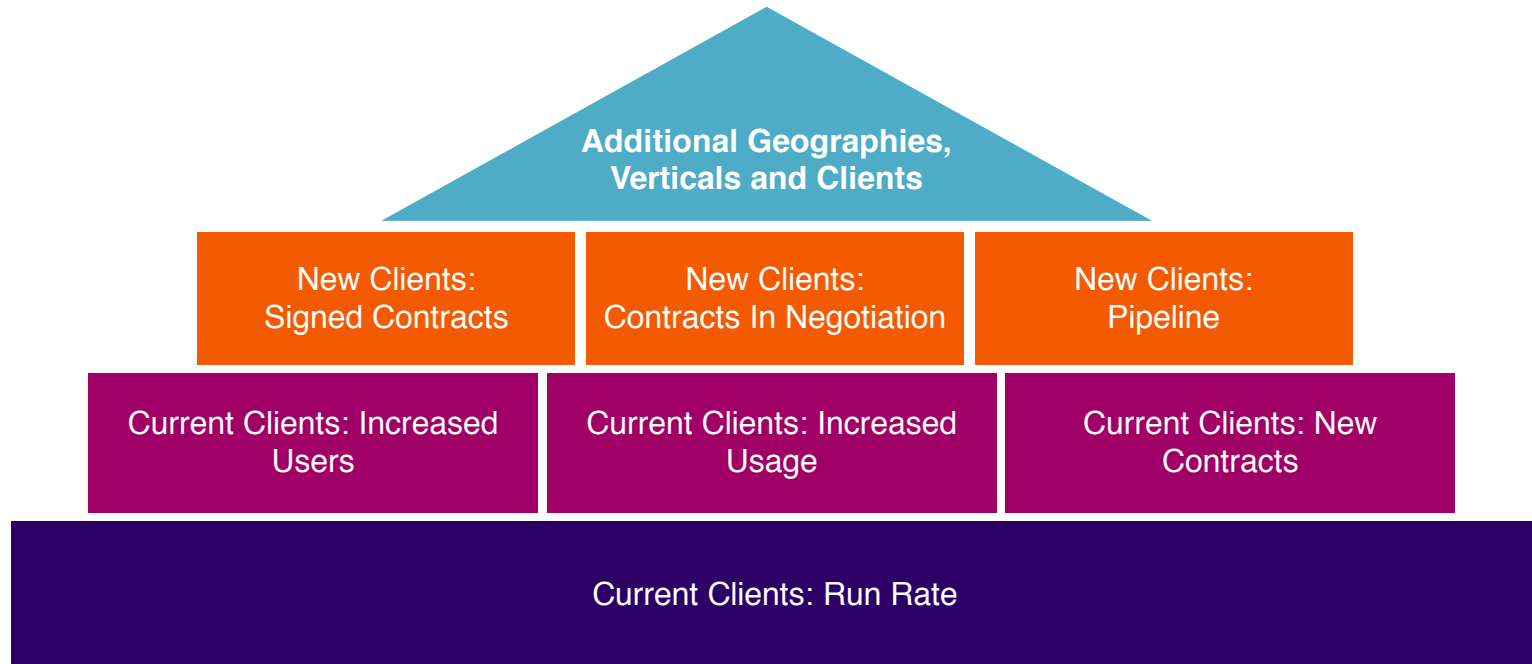 Additional Geographies,
Verticals and Clients
New Clients:
Signed Contracts
New Clients:
Contracts In Negotiation
New Clients:
Pipeline
Current Clients: Increased
Users
Current Clients: Increased
Usage
Current Clients: New
Contracts
Current Clients: Run Rate